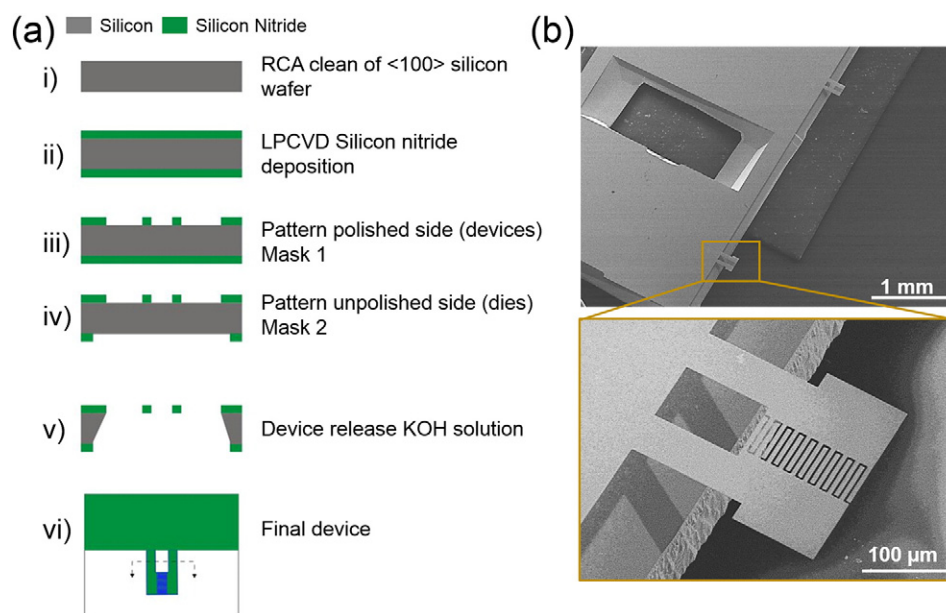 (a)
Silicon
Silicon Nitride
i)
RCA clean of <100> silicon
wafer
ii)
LPCVD Silicon nitride
deposition
iii)
Pattern polished side (devices)
Mask 1
iv)
Pattern unpolished side (dies)
Mask 2
v)
Device release KOH solution
vi)
Final device
(b)
1 mm
100 µm